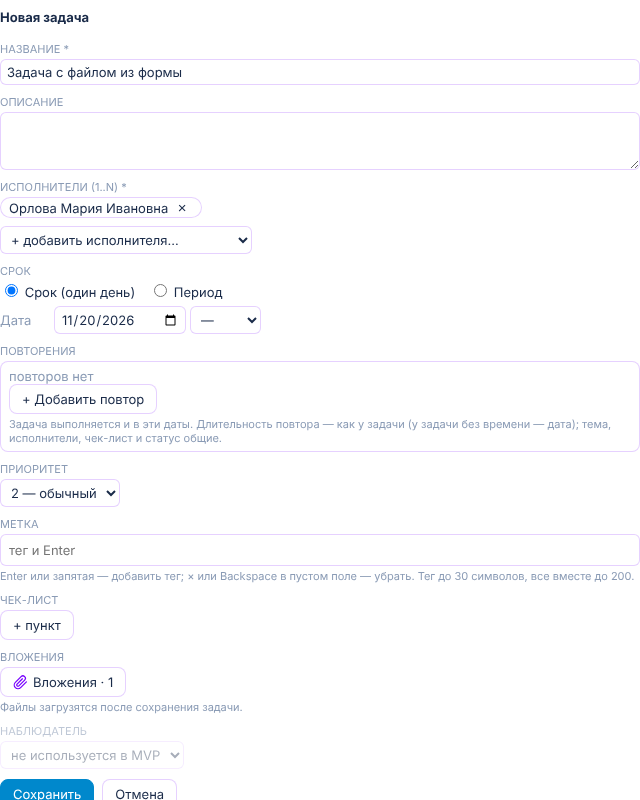 Новая задача
НАЗВАНИЕ *
Задача с файлом из формы
ОПИСАНИЕ
ИСПОЛНИТЕЛИ (1..N) *
Орлова Мария Ивановна ×
+ добавить исполнителя...
СРОК
Срок (один день) Период
Дата 11/20/2026 —
ПОВТОРЕНИЯ
повторов нет
+ Добавить повтор
Задача выполняется и в эти даты. Длительность повтора — как у задачи (у задачи без времени — дата); тема,
исполнители, чек-лист и статус общие.
ПРИОРИТЕТ
2 — обычный
МЕТКА
тег и Enter
Enter или запятая — добавить тег; × или Backspace в пустом поле — убрать. Тег до 30 символов, все вместе до 200.
ЧЕК-ЛИСТ
+ пункт
ВЛОЖЕНИЯ
Вложения · 1
Файлы загрузятся после сохранения задачи.
НАБЛЮДАТЕЛЬ
не используется в MVP
Сохранить Отмена